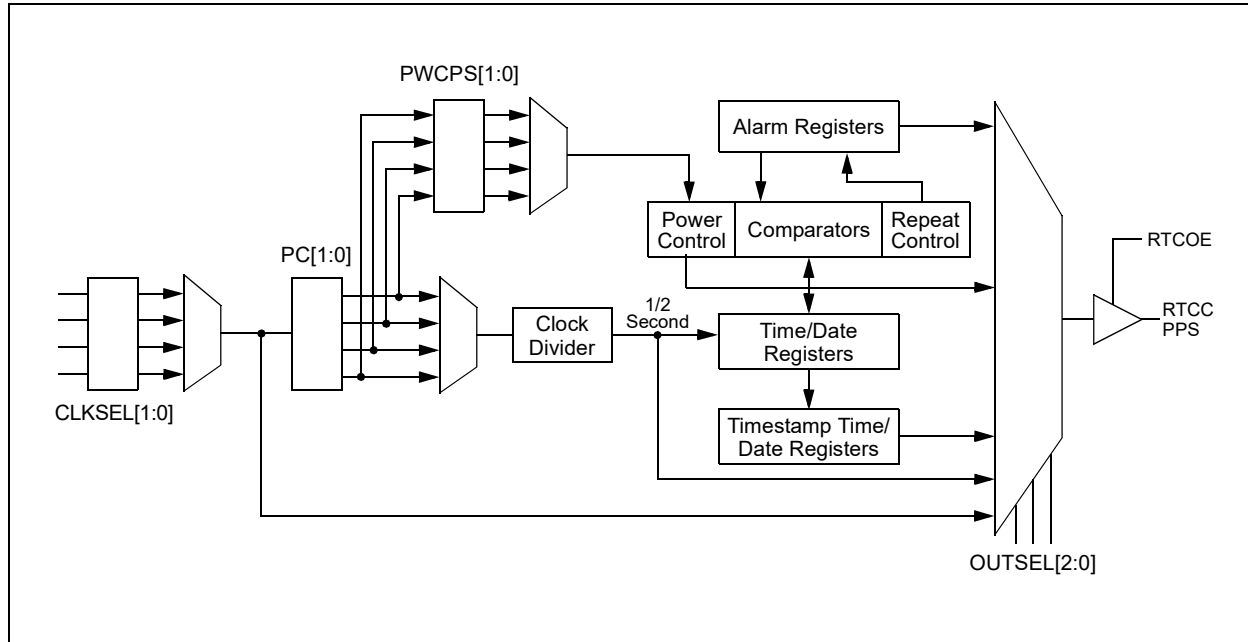 PWCPS[1:0]
Alarm Registers
Power
Control
Comparators
Repeat
Control
PC[1:0]
RTCOE
1/2
Second
Clock
Divider
Time/Date
Registers
RTCC
PPS
CLKSEL[1:0]
Timestamp Time/
Date Registers
OUTSEL[2:0]